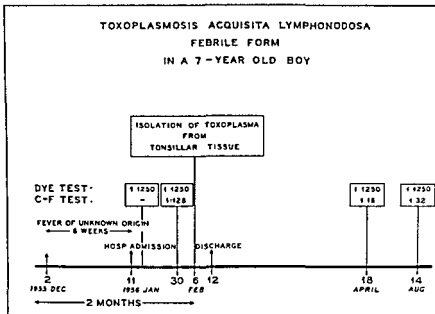 TOXOPLASMOSIS ACQUISITA LYMPHONODOSA
FEBRILE FORM
IN A 7-YEAR OLD BOY
ISOLATION OF TOXOPLASMA
FROM
TONSILLAR TISSUE
DYE TEST- 1:1250 1:1250 1:1250 1:1250
C-F TEST. - 1:128 1:16 1:32
FEVER OF UNKNOWN ORIGIN
6 WEEKS
HOSP ADMISSION DISCHARGE
2 11 30 6 12 18 14
1955 DEC 1956 JAN FEB APRIL AUG
2 MONTHS